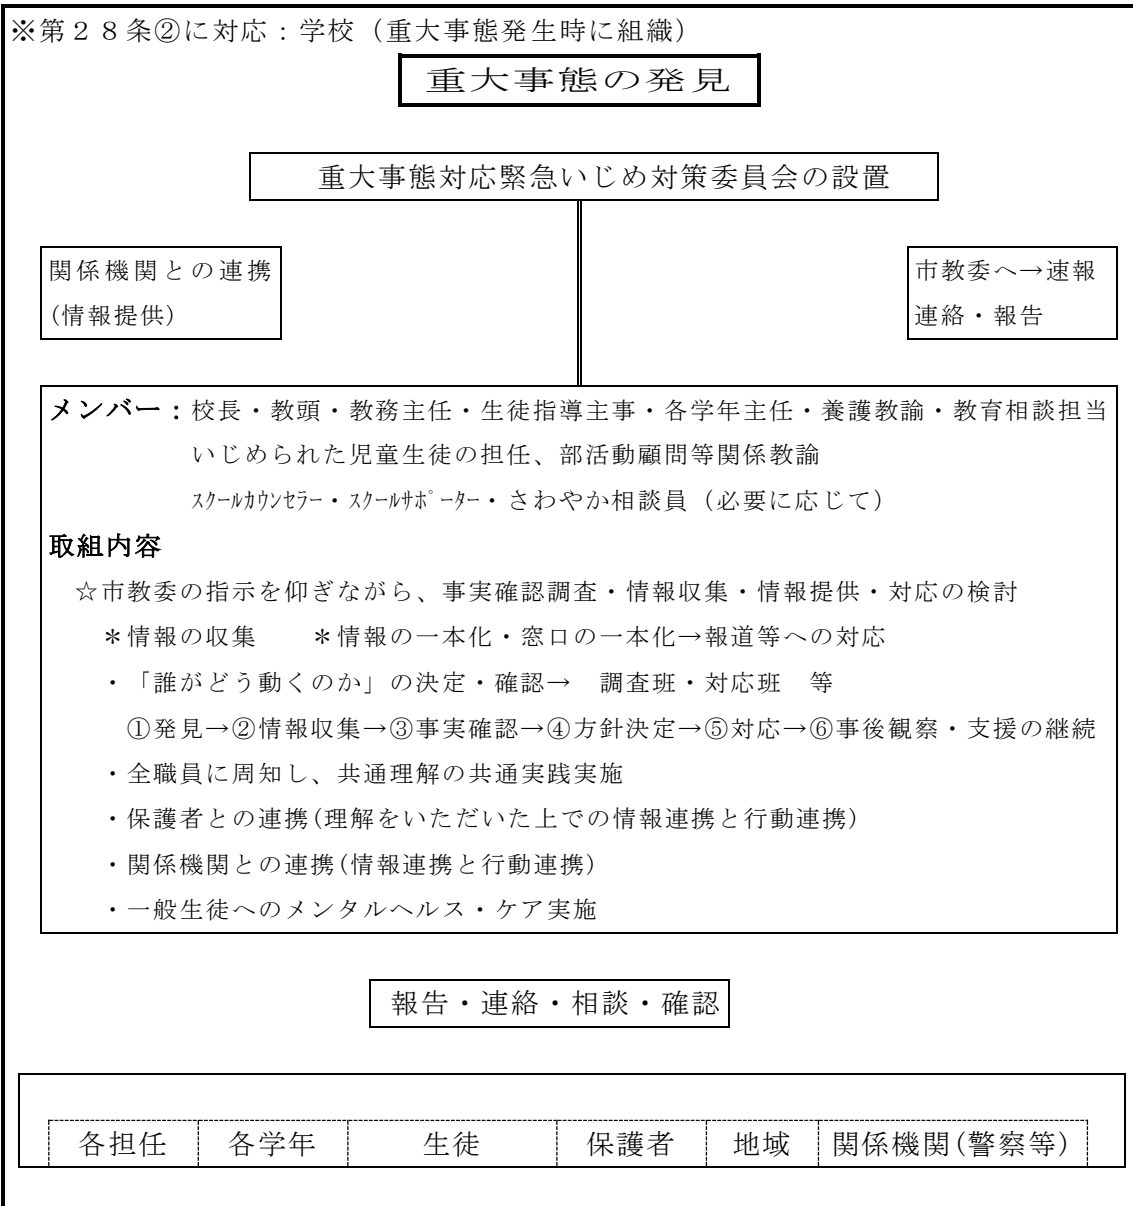 ※第２８条②に対応：学校（重大事態発生時に組織）
重大事態の発見
重大事態対応緊急いじめ対策委員会の設置
関係機関との連携
(情報提供)
市教委へ→速報
連絡・報告
メンバー：校長・教頭・教務主任・生徒指導主事・各学年主任・養護教諭・教育相談担当
いじめられた児童生徒の担任、部活動顧問等関係教諭
ｽｸｰﾙｶｳﾝｾﾗｰ・ｽｸｰﾙｻﾎﾟｰﾀｰ・さわやか相談員（必要に応じて）
取組内容
☆市教委の指示を仰ぎながら、事実確認調査・情報収集・情報提供・対応の検討
＊情報の収集　　＊情報の一本化・窓口の一本化→報道等への対応
・「誰がどう動くのか」の決定・確認→　調査班・対応班　等
①発見→②情報収集→③事実確認→④方針決定→⑤対応→⑥事後観察・支援の継続
・全職員に周知し、共通理解の共通実践実施
・保護者との連携(理解をいただいた上での情報連携と行動連携)
・関係機関との連携(情報連携と行動連携)
・一般生徒へのメンタルヘルス・ケア実施
報告・連絡・相談・確認
各担任　各学年　生徒　保護者　地域　関係機関(警察等)